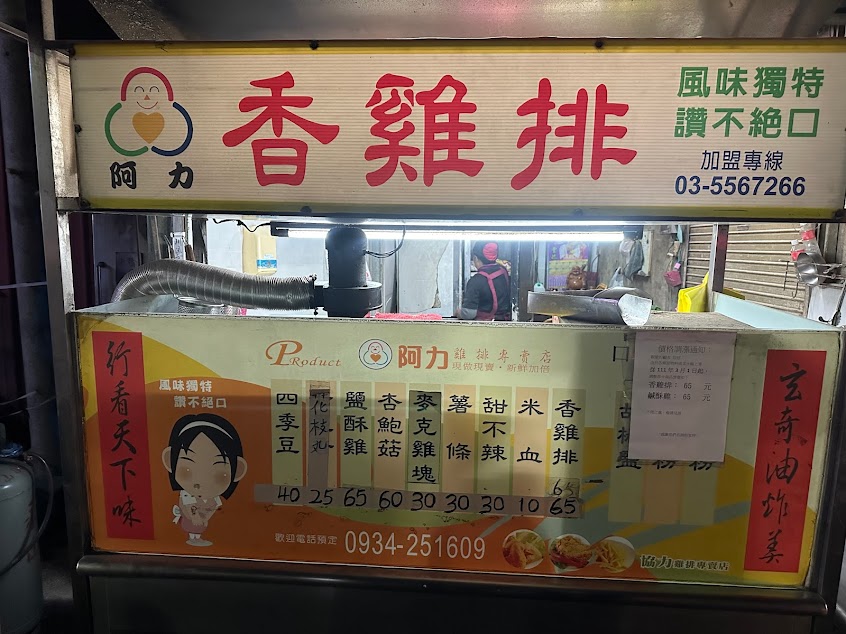 阿力
香雞排
風味獨特
讚不絕口
加盟專線
03-5567266
行看天下味
風味獨特
讚不絕口
Product 阿力 雞排專賣店
現做現賣・新鮮加倍
四季豆 40
花枝丸 25
鹽酥雞 65
杏鮑菇 60
麥克雞塊 30
薯條 30
甜不辣 30
米血 10
香雞排 65
價格調漲通知
香雞排: 65 元
鹹酥雞: 65 元
玄奇油炸美
歡迎電話預定 0934-251609
協力雞排專賣店